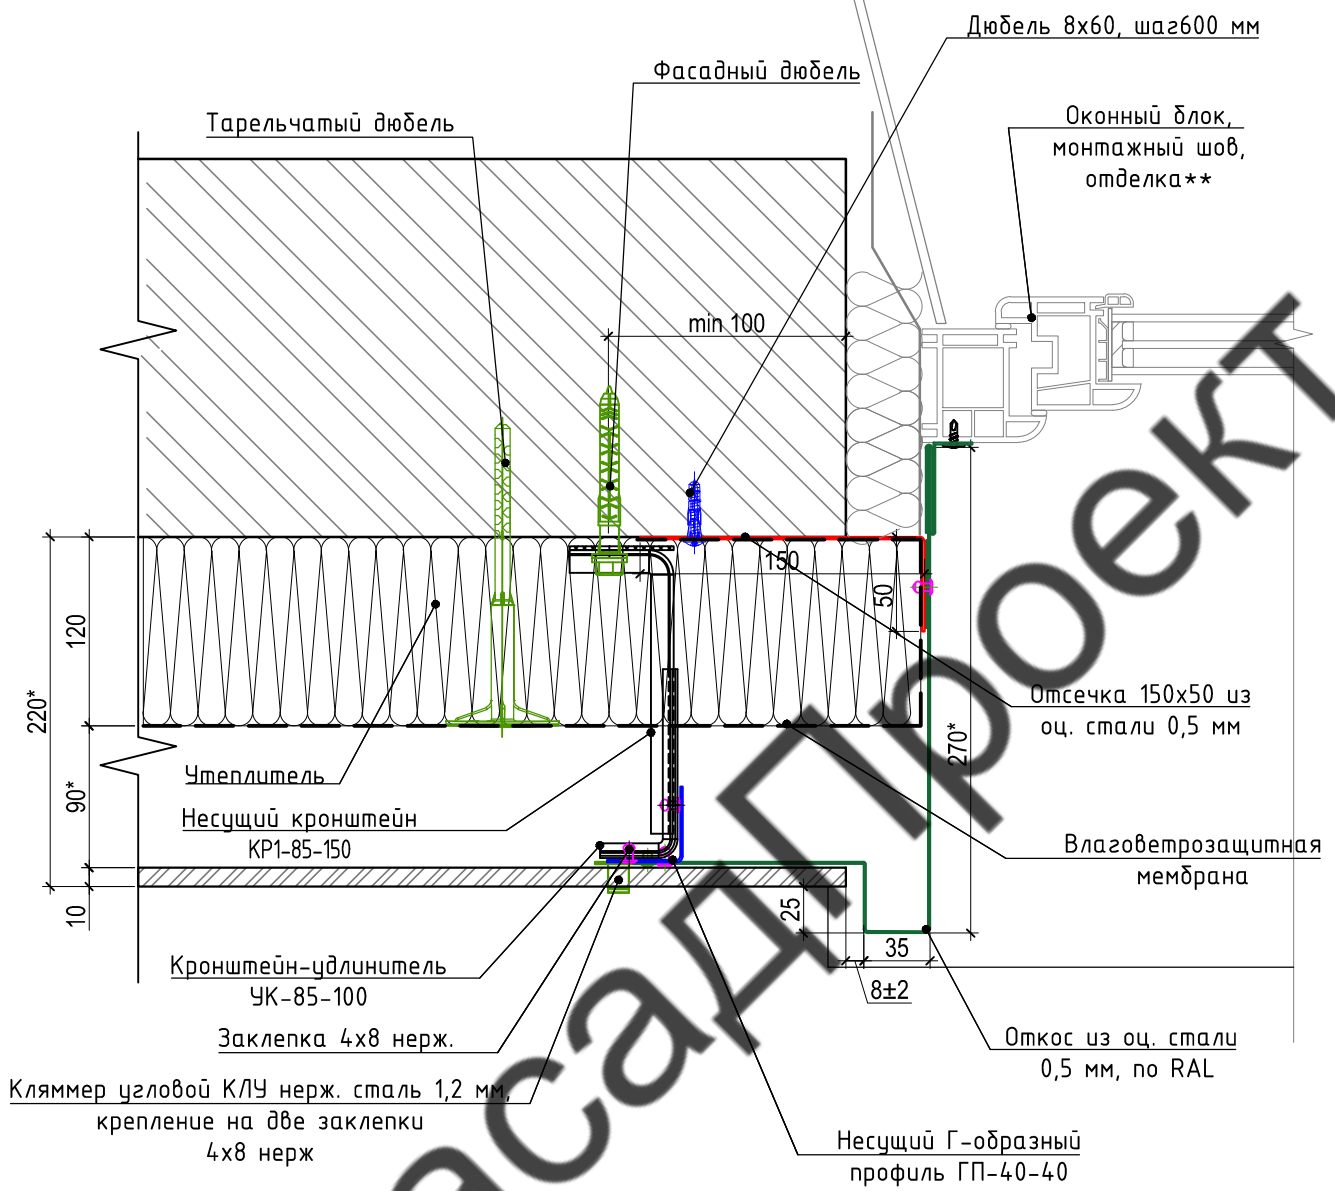 Дюбель 8х60, шаг600 мм
Фасадный дюбель
Тарельчатый дюбель
Оконный блок,
монтажный шов,
отделка**
min 100
150
50
120
220*
90*
10
270*
Отсечка 150х50 из
оц. стали 0,5 мм
Утеплитель
Несущий кронштейн
КР1-85-150
Влаговетрозащитная
мембрана
25
35
8±2
Кронштейн-удлинитель
УК-85-100
Заклепка 4х8 нерж.
Откос из оц. стали
0,5 мм, по RAL
Кляммер угловой КЛУ нерж. сталь 1,2 мм,
крепление на две заклепки
4х8 нерж
Несущий Г-образный
профиль ГП-40-40
асадПроект